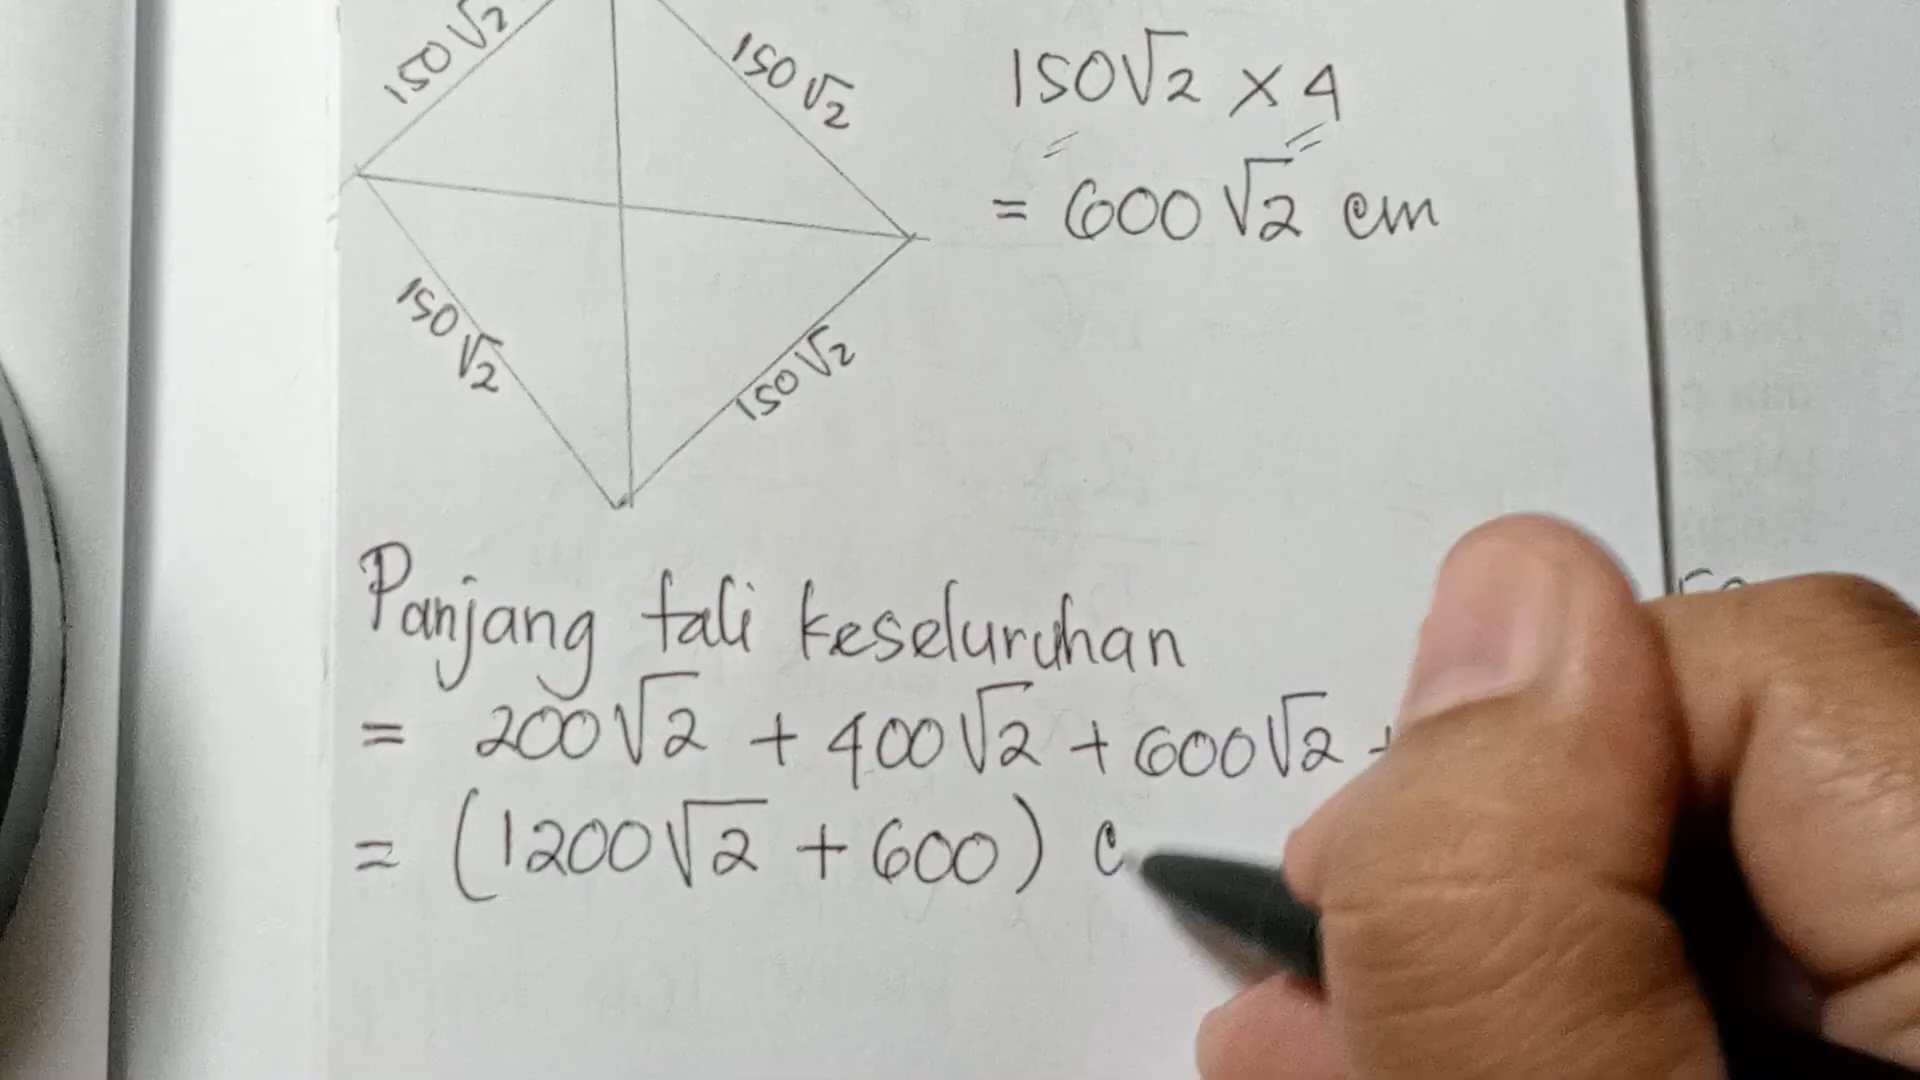 150√2
150√2
150√2 × 4
= 600√2 cm
150√2
150√2
Panjang tali keseluruhan
= 200√2 + 400√2 + 600√2 +
= (1200√2 + 600) c